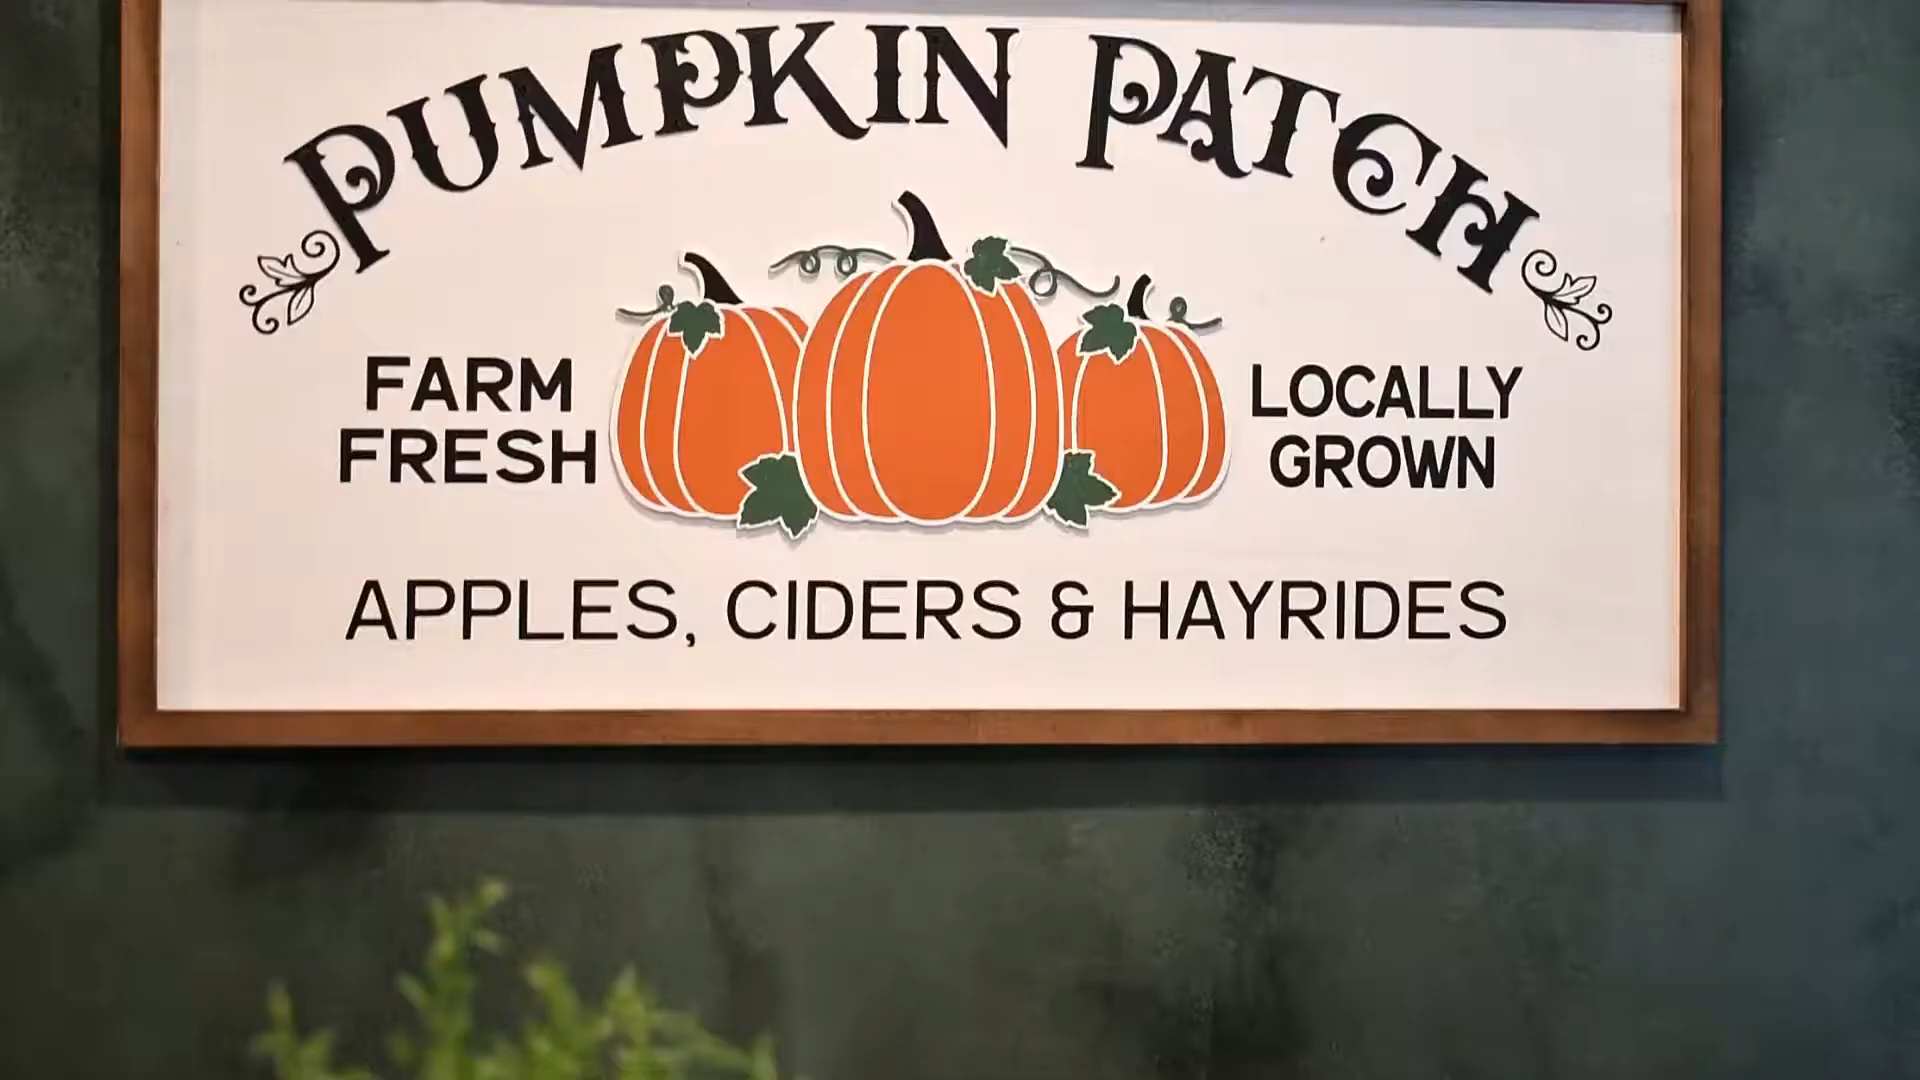 PUMPKIN PATCH
FARM
FRESH
LOCALLY
GROWN
APPLES, CIDERS & HAYRIDES